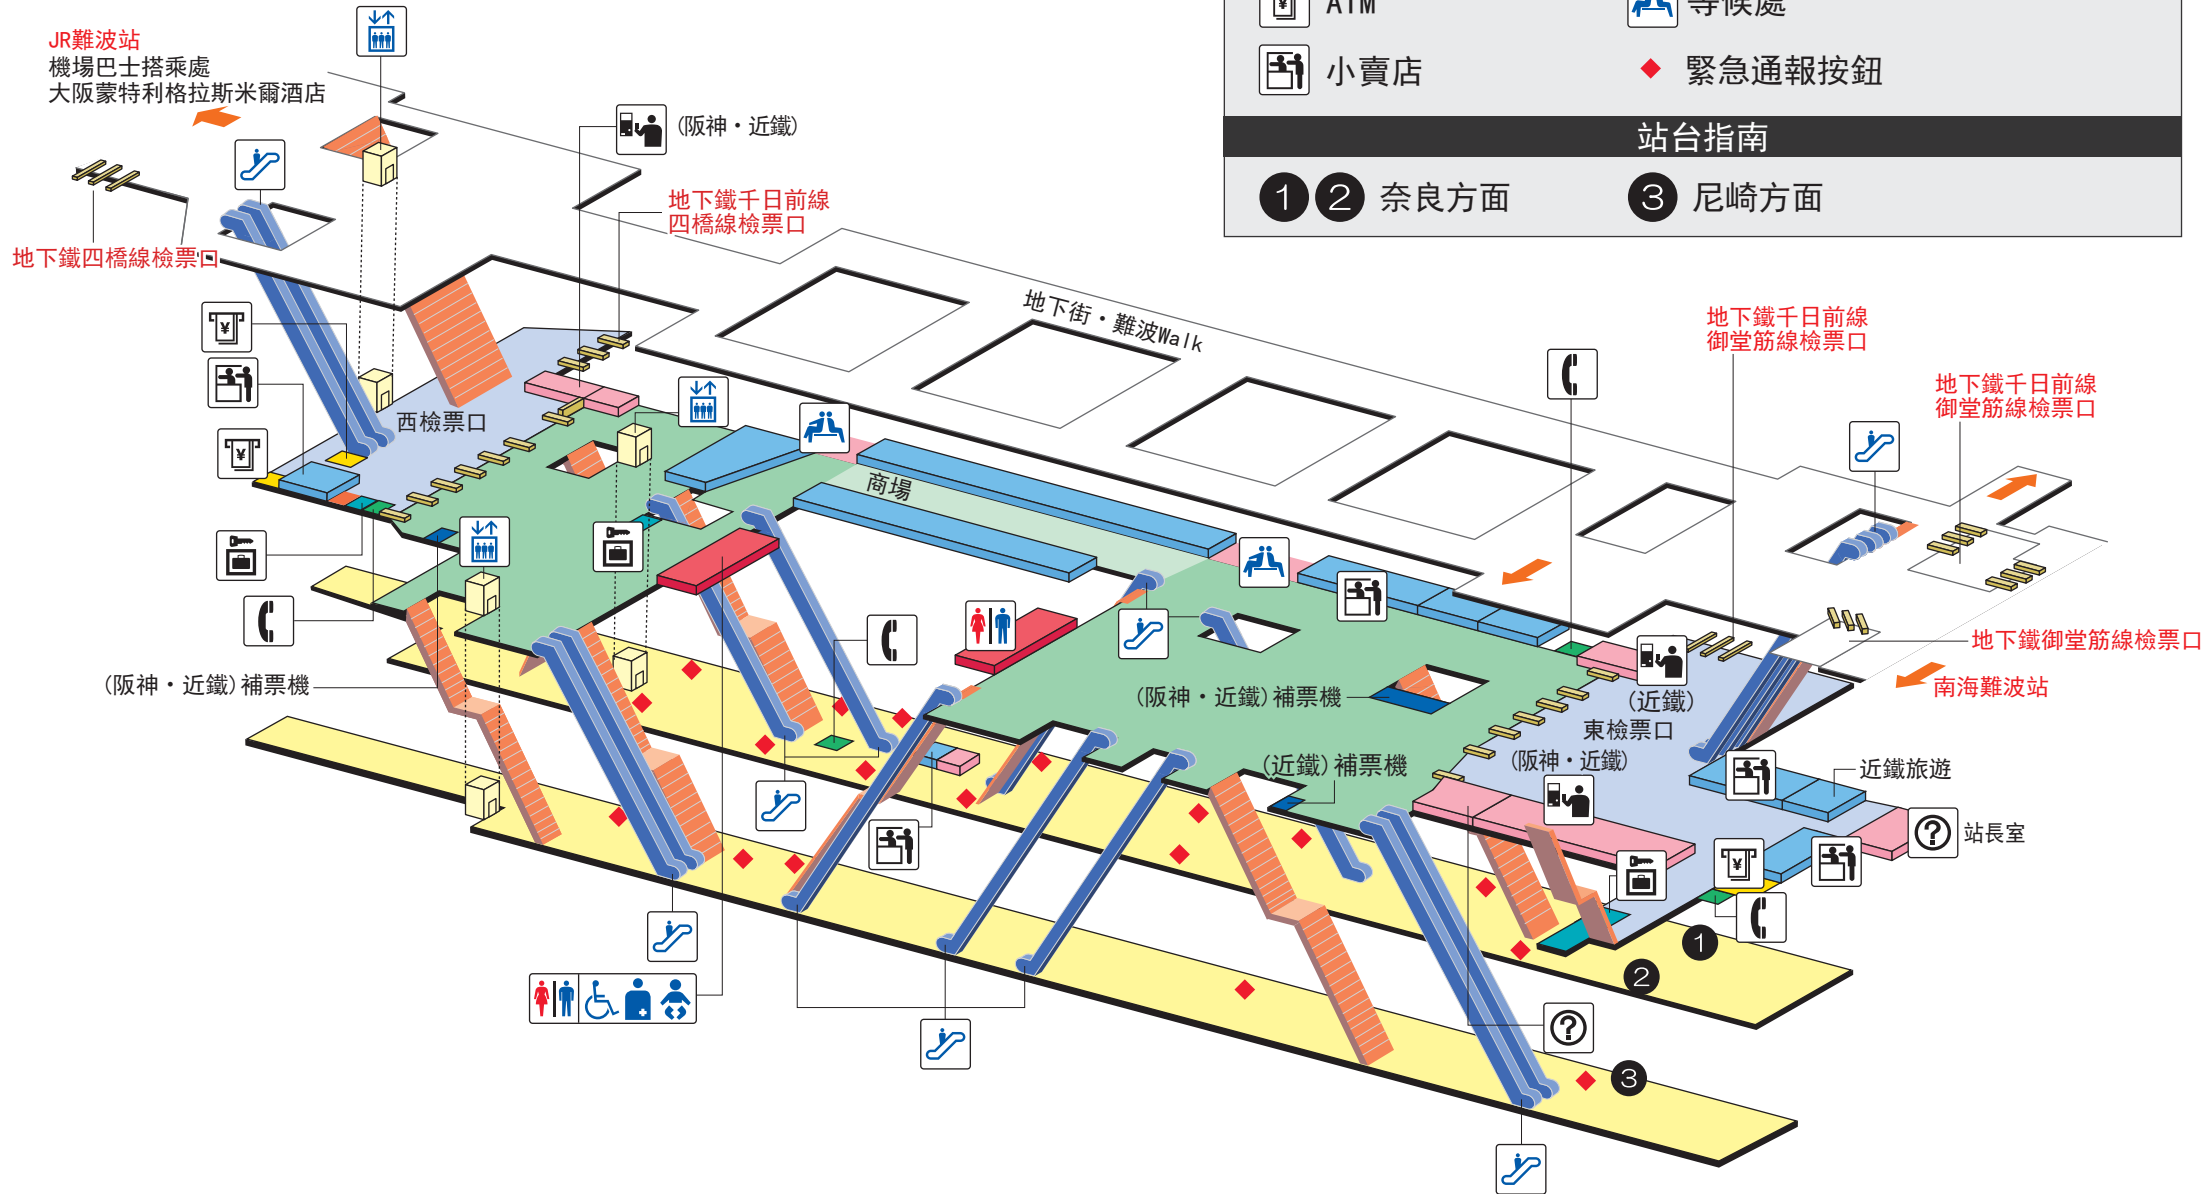 ATM
等候處
小賣店
緊急通報按鈕
站台指南
1 2 奈良方面
3 尼崎方面
JR難波站
機場巴士搭乘處
大阪蒙特利格拉斯米爾酒店
(阪神・近鐵)
地下鐵千日前線
四橋線檢票口
地下鐵四橋線檢票口
地下街・難波Walk
地下鐵千日前線
御堂筋線檢票口
地下鐵千日前線
御堂筋線檢票口
¥
西檢票口
¥
商場
地下鐵御堂筋線檢票口
南海難波站
(阪神・近鐵)補票機
(阪神・近鐵)補票機
(近鐵)
東檢票口
(阪神・近鐵)
(近鐵)補票機
近鐵旅遊
?
站長室
¥
1
2
?
3